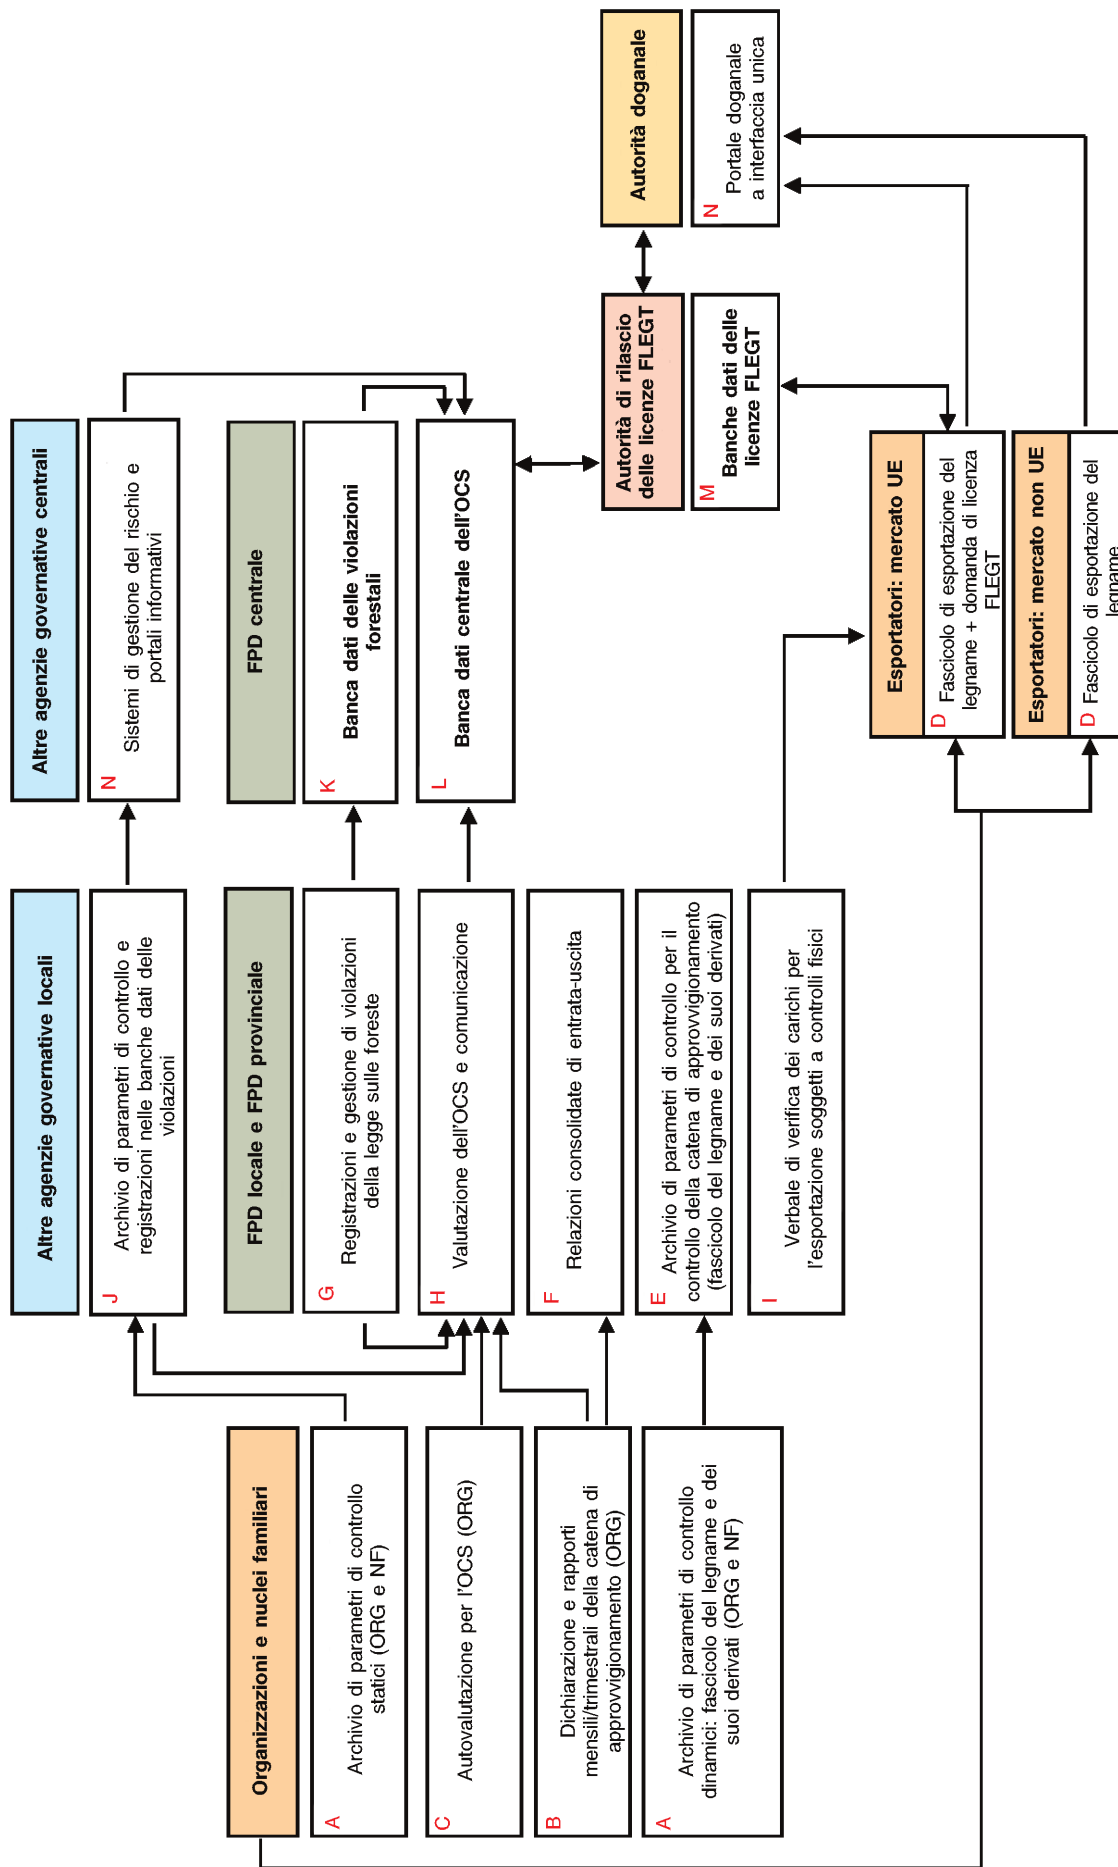 Organizzazioni e nuclei familiari
A
Archivio di parametri di controllo
statici (ORG e NF)
C
Autovalutazione per l'OCS (ORG)
B
Dichiarazione e rapporti
mensili/trimestrali della catena di
approvvigionamento (ORG)
A
Archivio di parametri di controllo
dinamici: fascicolo del legname e dei
suoi derivati (ORG e NF)
Altre agenzie governative locali
J
Archivio di parametri di controllo e
registrazioni nelle banche dati delle
violazioni
FPD locale e FPD provinciale
G
Registrazioni e gestione di violazioni
della legge sulle foreste
H
Valutazione dell'OCS e comunicazione
F
Relazioni consolidate di entrata-uscita
E
Archivio di parametri di controllo per il
controllo della catena di approvvigionamento
(fascicolo del legname e dei suoi derivati)
I
Verbale di verifica dei carichi per
l'esportazione soggetti a controlli fisici
Altre agenzie governative centrali
N
Sistemi di gestione del rischio e
portali informativi
FPD centrale
K
Banca dati delle violazioni
forestali
L
Banca dati centrale dell'OCS
Autorità di rilascio
delle licenze FLEGT
M
Banche dati delle
licenze FLEGT
Autorità doganale
N
Portale doganale
a interfaccia unica
Esportatori: mercato UE
D
Fascicolo di esportazione del
legname + domanda di licenza
FLEGT
Esportatori: mercato non UE
D
Fascicolo di esportazione del
legname